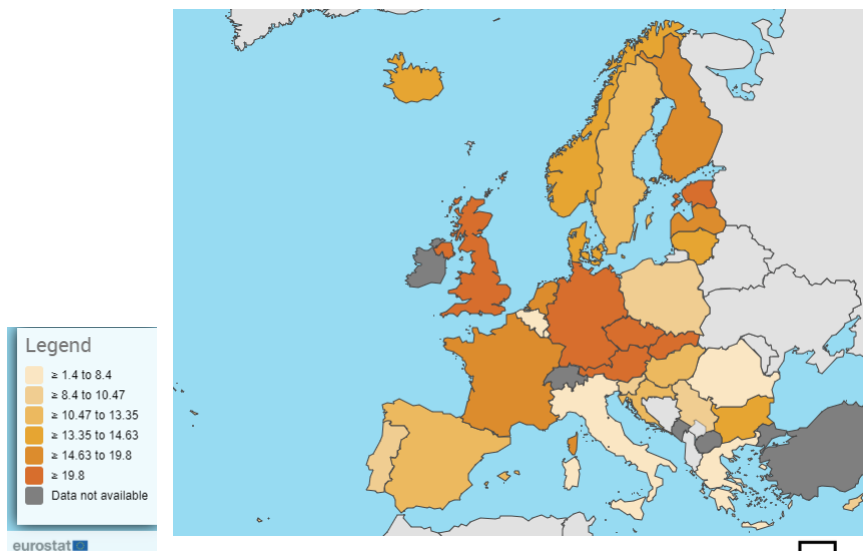 Legend
≥ 1.4 to 8.4
≥ 8.4 to 10.47
≥ 10.47 to 13.35
≥ 13.35 to 14.63
≥ 14.63 to 19.8
≥ 19.8
Data not available
eurostat